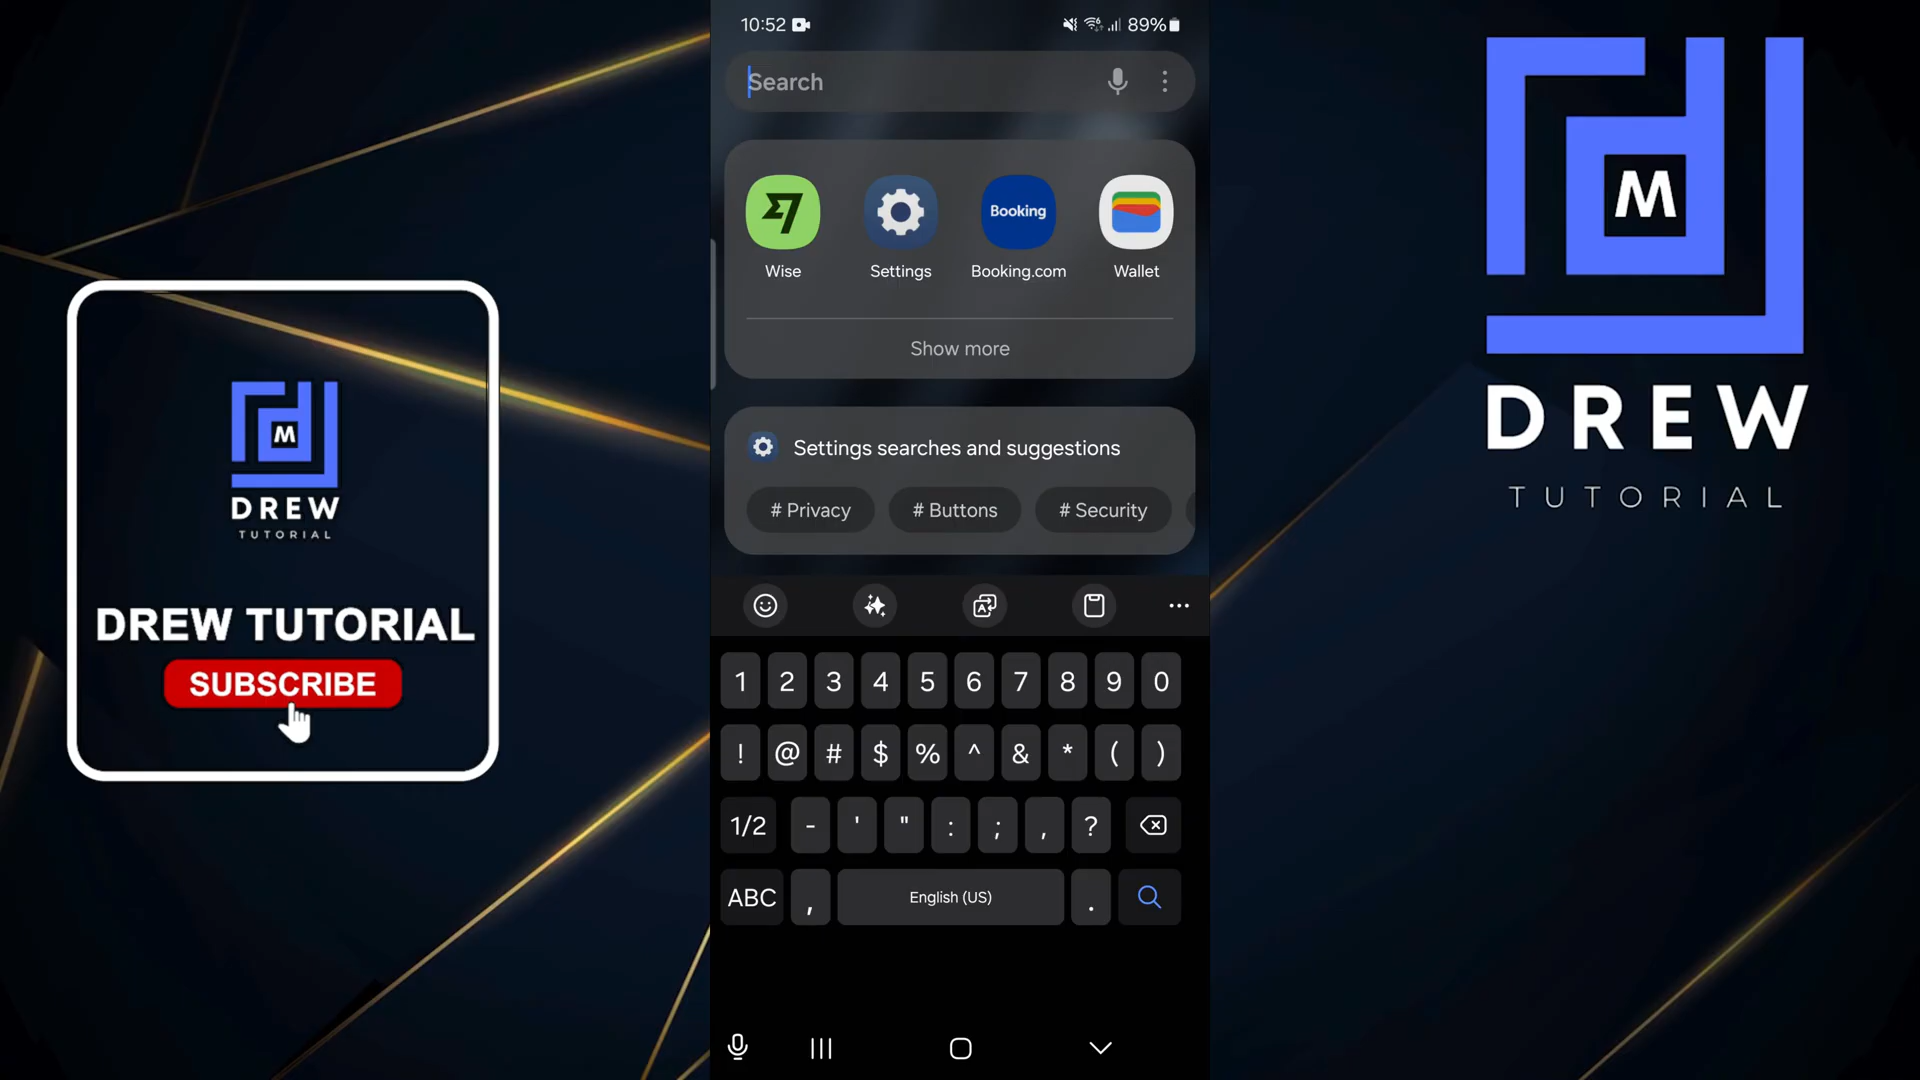 10:52
89%
Search
Wise
Settings
Booking
Booking.com
Wallet
Show more
Settings searches and suggestions
# Privacy
# Buttons
# Security
A
1 2 3 4 5 6 7 8 9 0
! @ # $ % ^ & * ( )
1/2 - ' " : ; , ?
ABC , English (US) .
M
DREW
TUTORIAL
DREW TUTORIAL
SUBSCRIBE
M
DREW
TUTORIAL